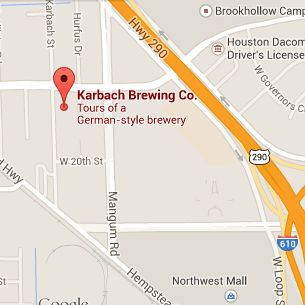 Karbach St
Hurfus Dr
Hwy 290
Brookhollow Camp
Houston Dacom
Driver's License
W Governors C
Karbach Brewing Co.
Tours of a
German-style brewery
290
W 20th St
Hwy
Mangum Rd
610
W Loop
Northwest Mall
Hempstea
Google